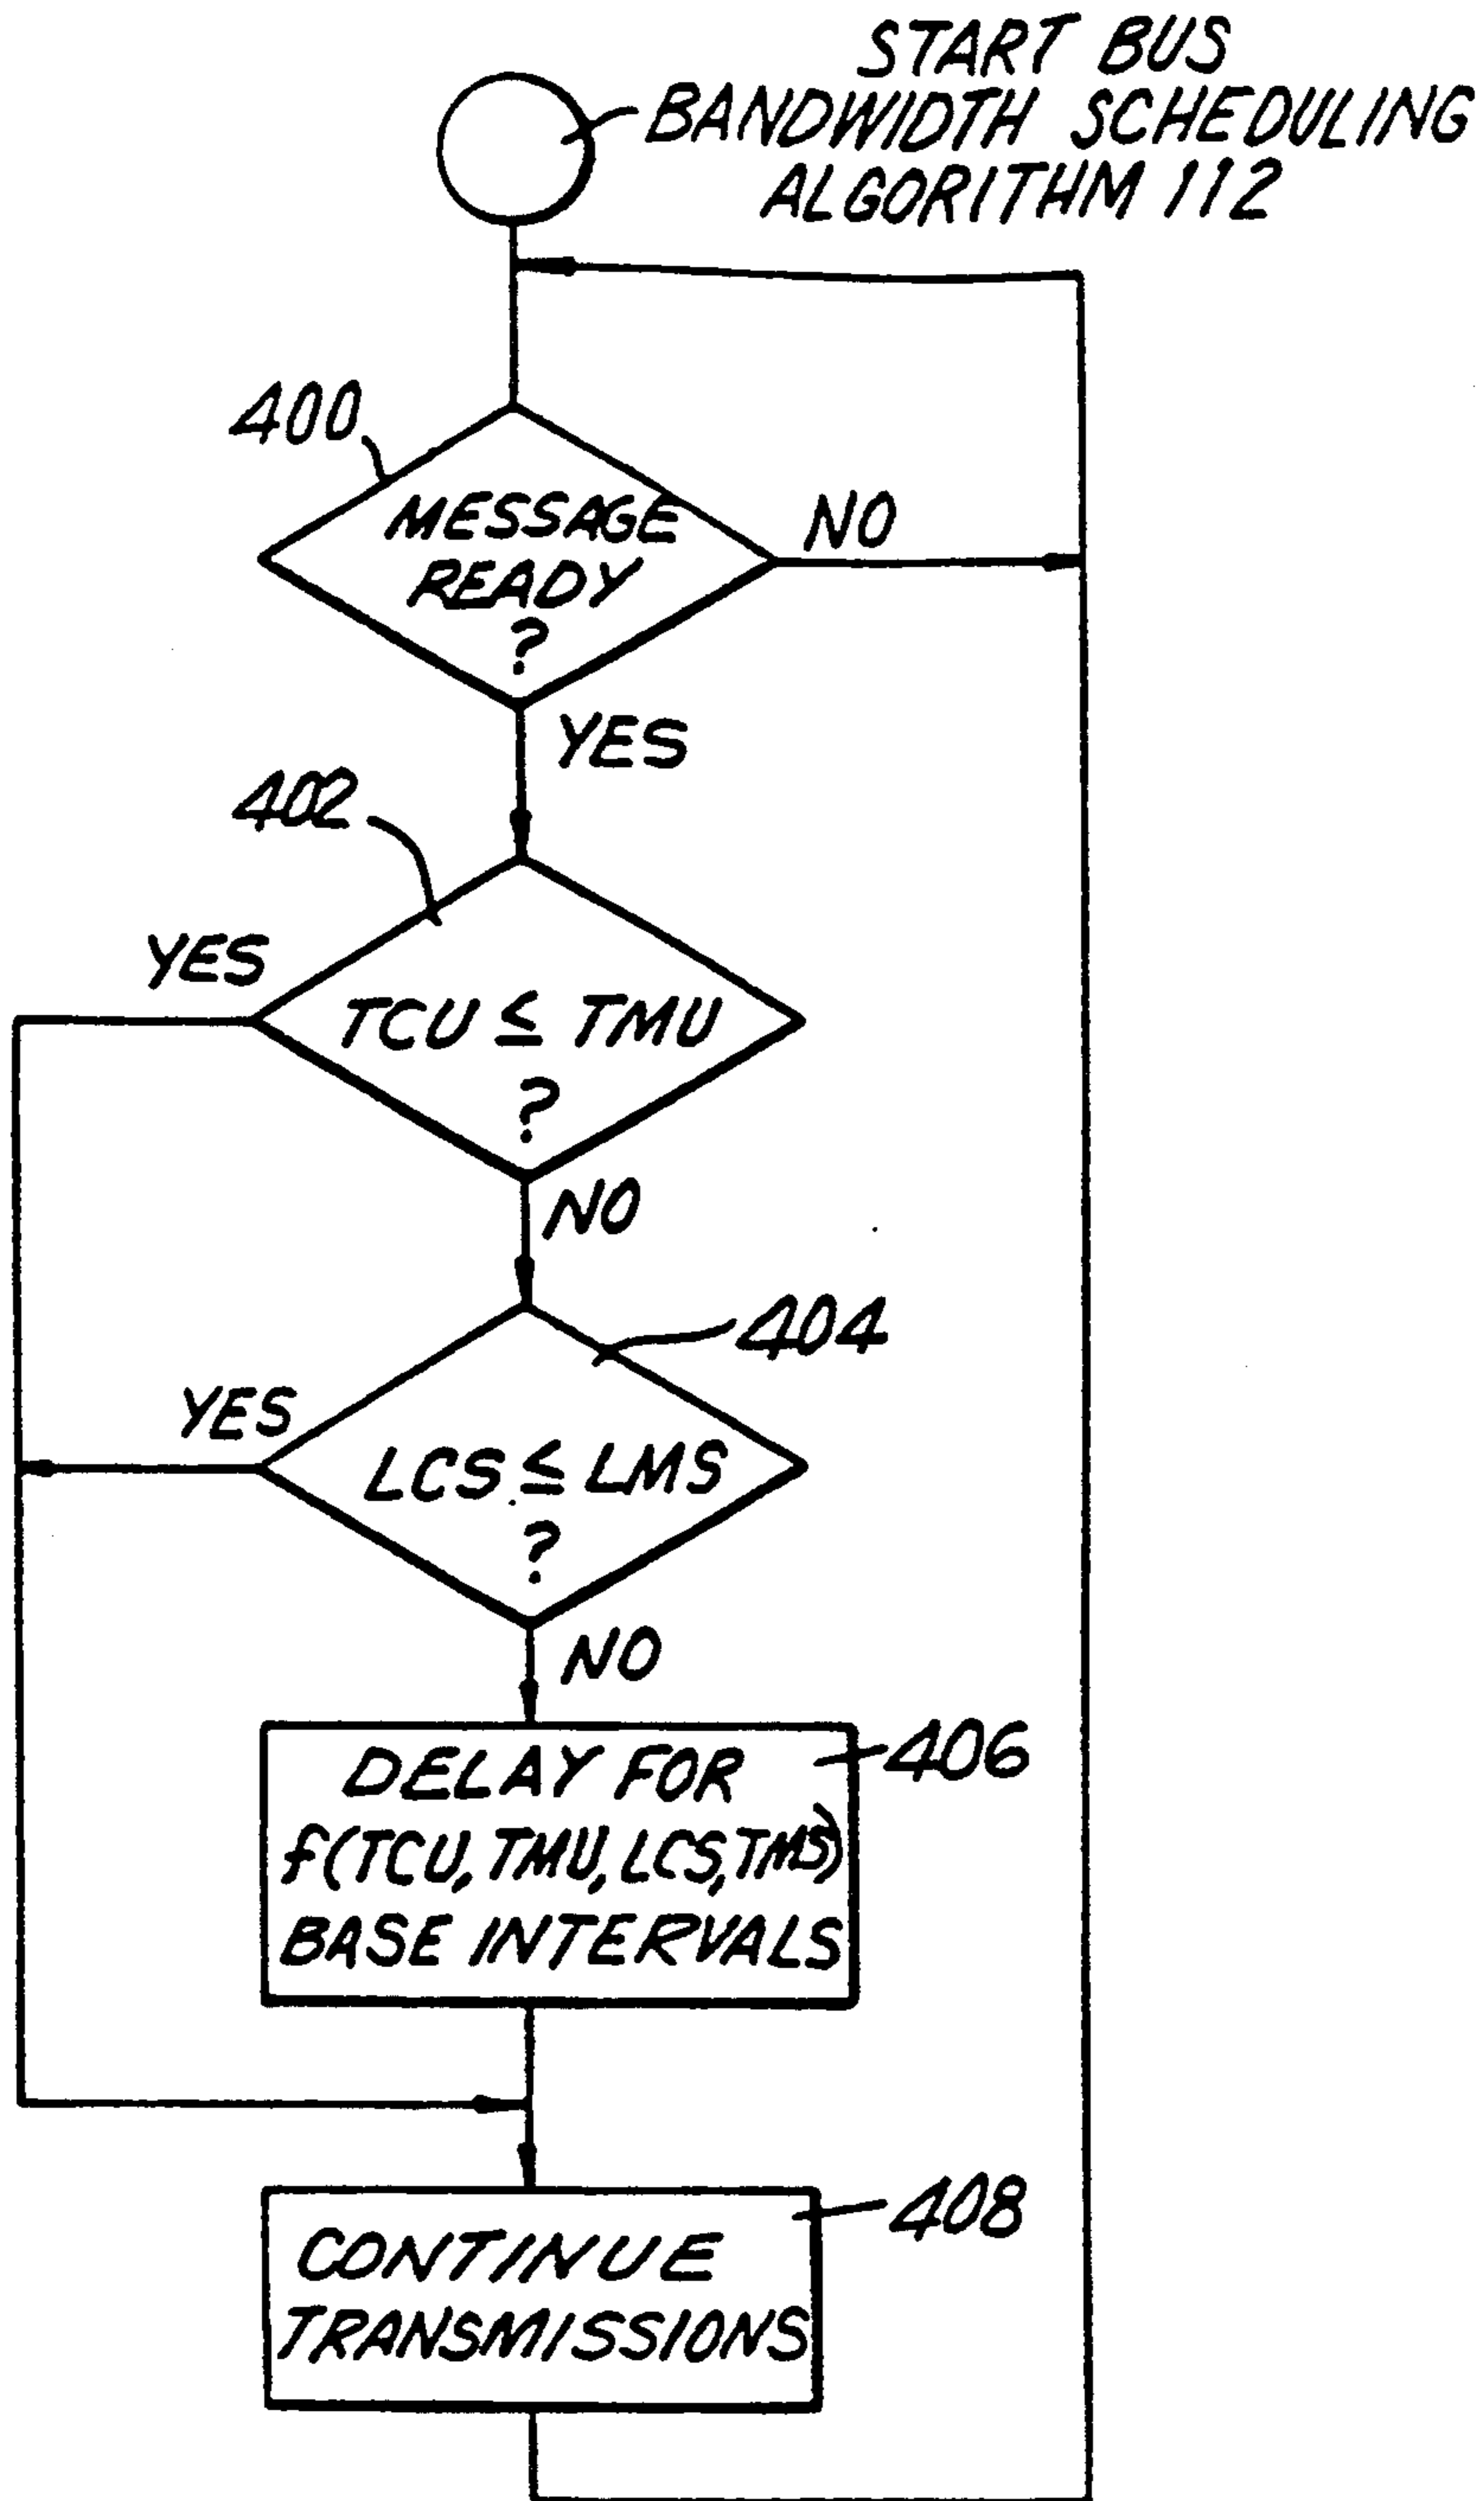 START BUS
BANDWIDTH SCHEDULING
ALGORITHM 112
400
MESSAGE
READY
?
NO
YES
402
YES
TCU ≤ TMU
?
NO
404
YES
LCS ≤ LMS
?
NO
406
DELAY FOR
f(TCU, TMU, LCS, TMS)
BASE INTERVALS
408
CONTINUE
TRANSMISSIONS